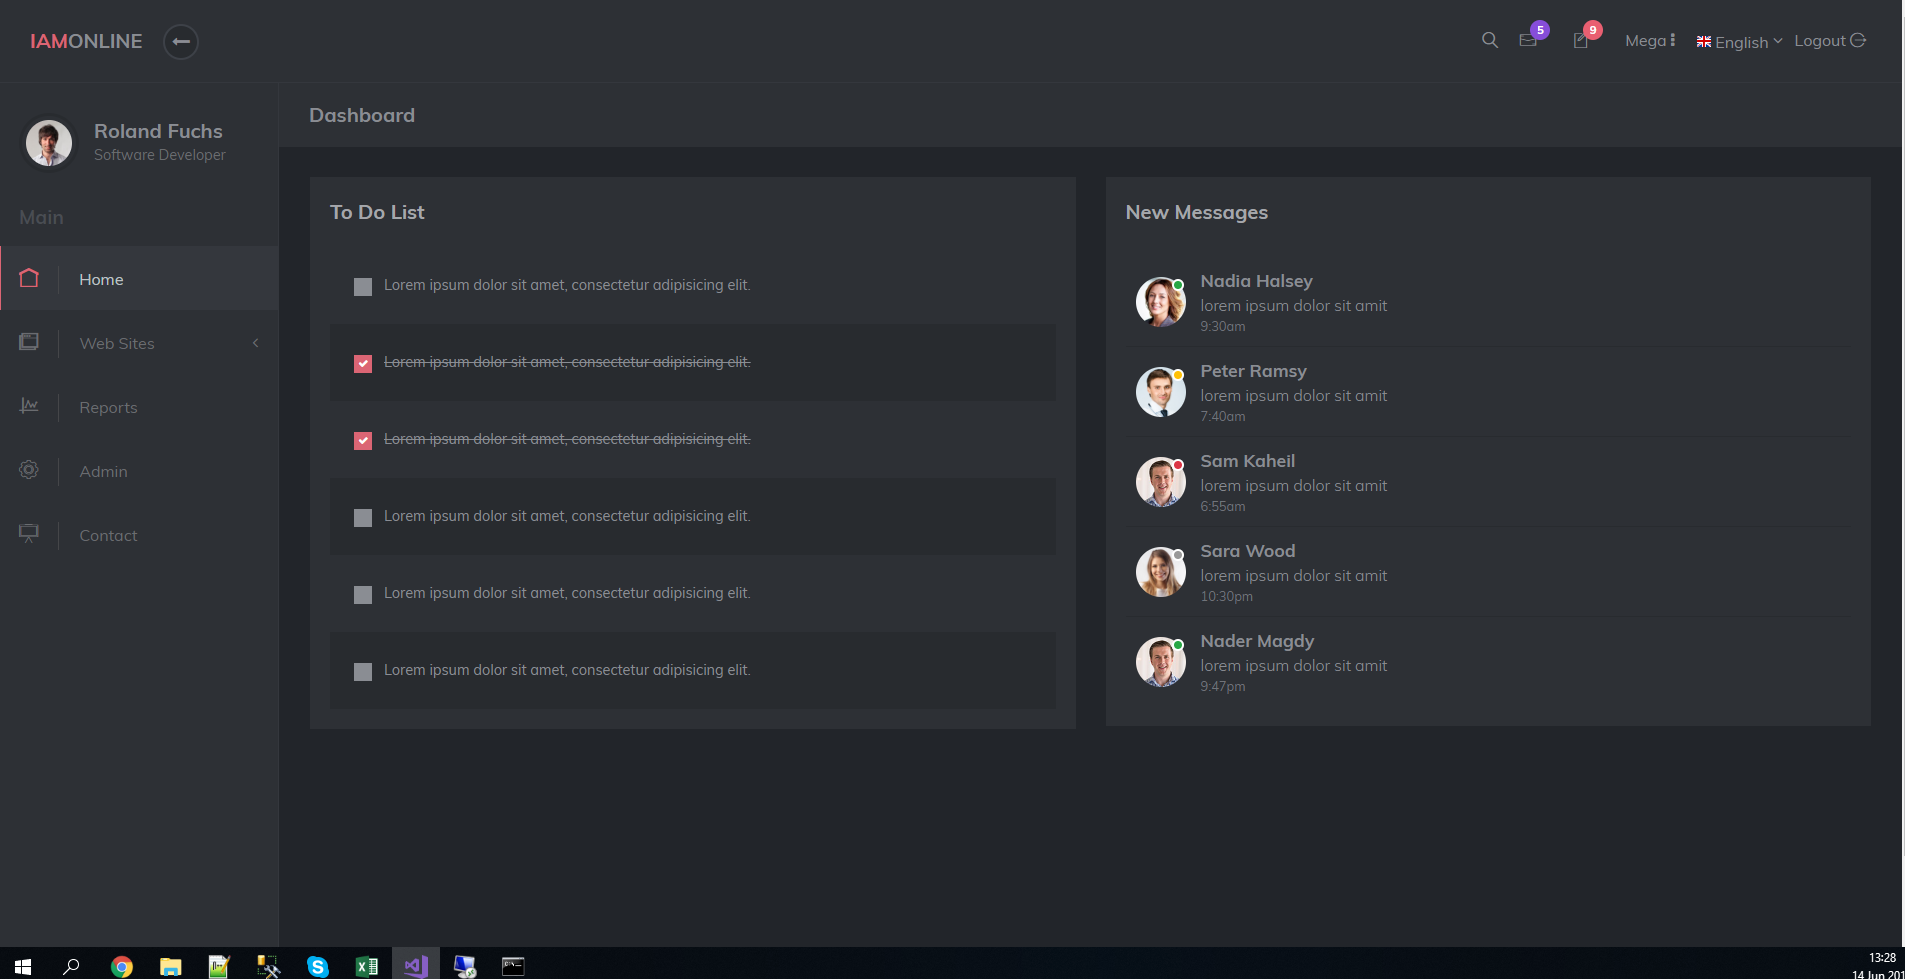 IAMONLINE
5
9
Mega
English
Logout
Roland Fuchs
Software Developer
Main
Home
Web Sites
Reports
Admin
Contact
Dashboard
To Do List
Lorem ipsum dolor sit amet, consectetur adipisicing elit.
Lorem ipsum dolor sit amet, consectetur adipisicing elit.
Lorem ipsum dolor sit amet, consectetur adipisicing elit.
Lorem ipsum dolor sit amet, consectetur adipisicing elit.
Lorem ipsum dolor sit amet, consectetur adipisicing elit.
Lorem ipsum dolor sit amet, consectetur adipisicing elit.
New Messages
Nadia Halsey
lorem ipsum dolor sit amit
9:30am
Peter Ramsy
lorem ipsum dolor sit amit
7:40am
Sam Kaheil
lorem ipsum dolor sit amit
6:55am
Sara Wood
lorem ipsum dolor sit amit
10:30pm
Nader Magdy
lorem ipsum dolor sit amit
9:47pm
13:28
14 Jun 201